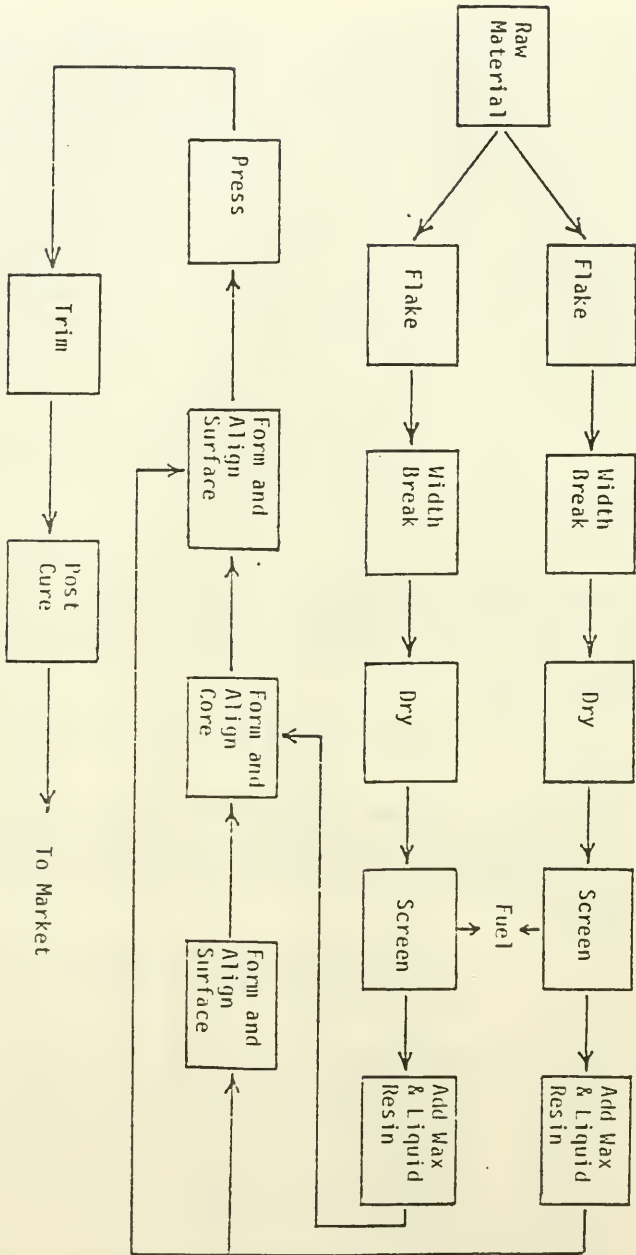 Raw
Material
Flake
Width
Break
Dry
Screen
Add Wax
& Liquid
Resin
Fuel
Flake
Width
Break
Dry
Screen
Add Wax
& Liquid
Resin
Press
Form and
Align
Surface
Form and
Align
Core
Form and
Align
Surface
Trim
Post
Cure
To Market